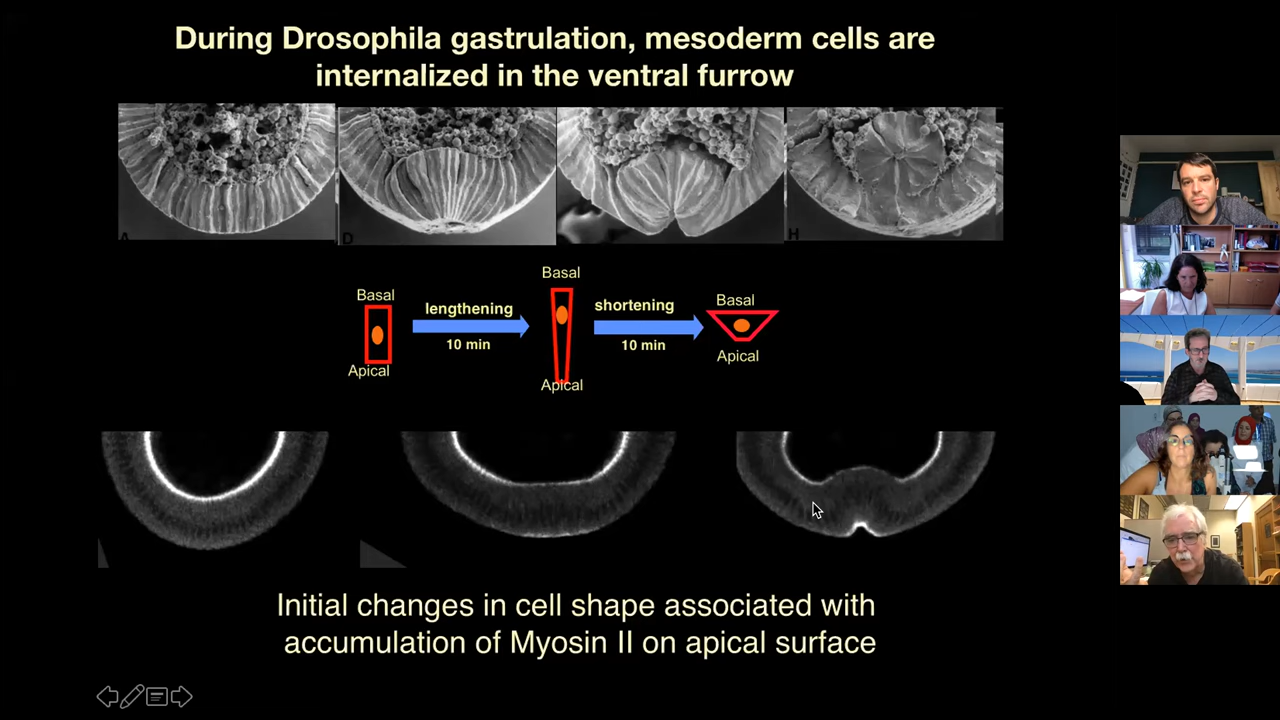 During Drosophila gastrulation, mesoderm cells are
internalized in the ventral furrow
A
D
H
Basal
Basal
Basal
lengthening
shortening
10 min
10 min
Apical
Apical
Apical
Initial changes in cell shape associated with
accumulation of Myosin II on apical surface